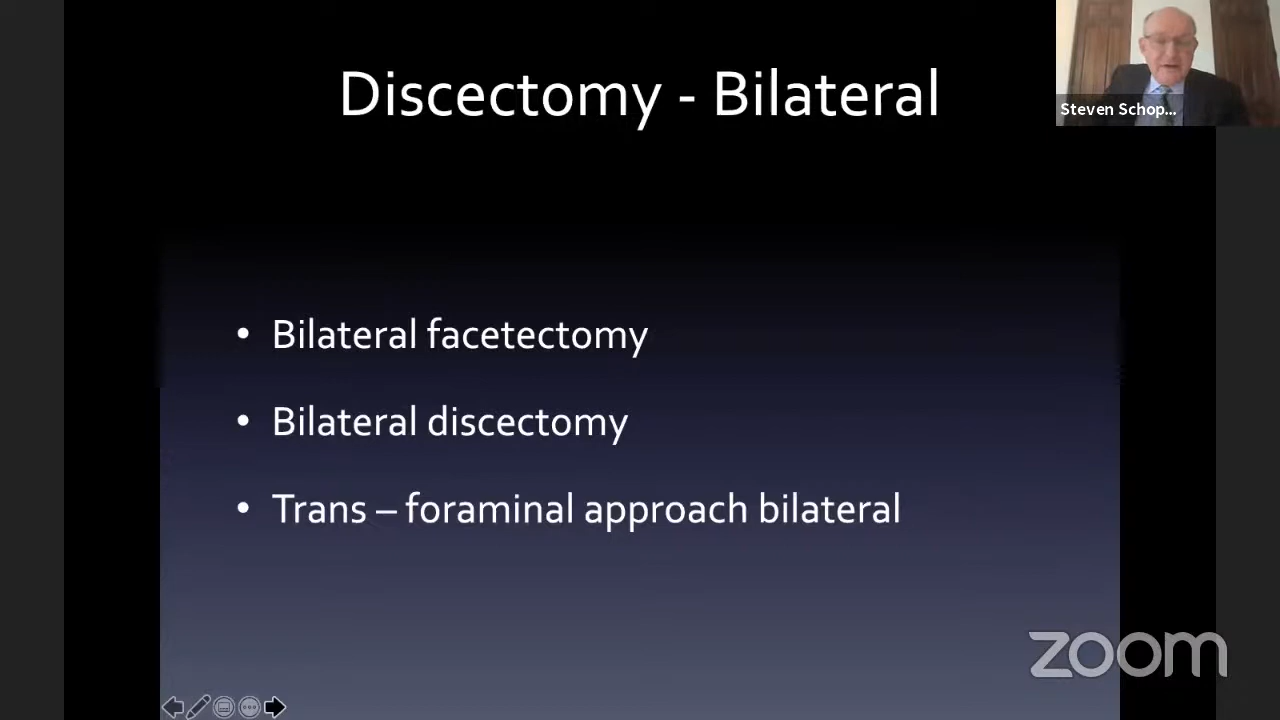 Discectomy - Bilateral
Steven Schop...
• Bilateral facetectomy
• Bilateral discectomy
• Trans – foraminal approach bilateral
zoom